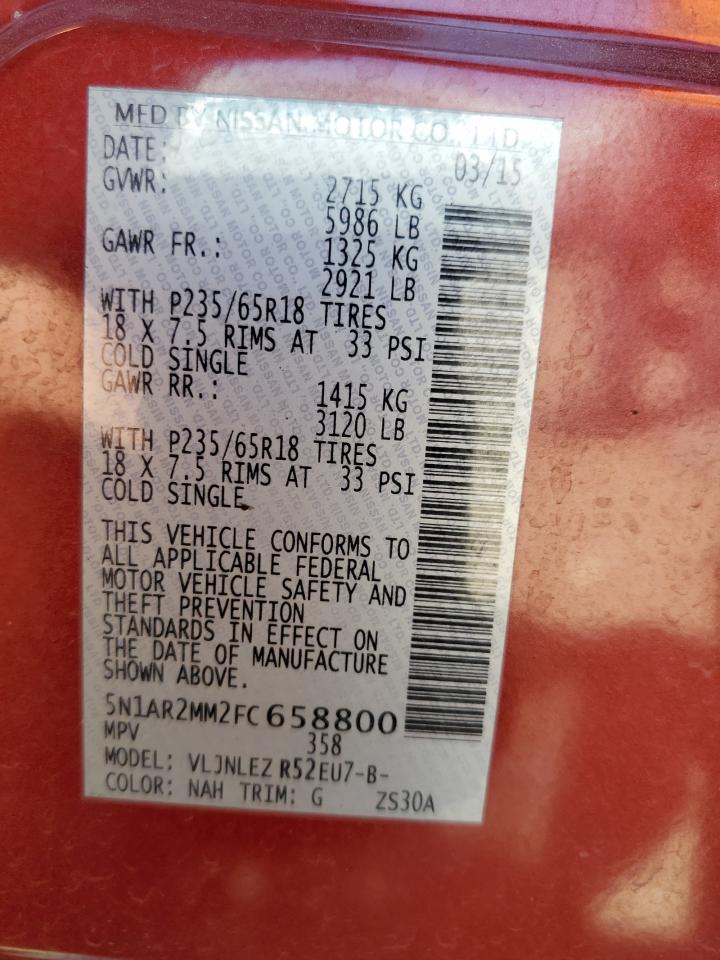 MFD BY NISSAN MOTOR CO., LTD.
DATE: 03/15
GVWR: 2715 KG
5986 LB
GAWR FR.: 1325 KG
2921 LB
WITH P235/65R18 TIRES
18 X 7.5 RIMS AT 33 PSI
COLD SINGLE
GAWR RR.: 1415 KG
3120 LB
WITH P235/65R18 TIRES
18 X 7.5 RIMS AT 33 PSI
COLD SINGLE
THIS VEHICLE CONFORMS TO
ALL APPLICABLE FEDERAL
MOTOR VEHICLE SAFETY AND
THEFT PREVENTION
STANDARDS IN EFFECT ON
THE DATE OF MANUFACTURE
SHOWN ABOVE.
5N1AR2MM2FC658800
MPV 358
MODEL: VLJNLEZ R52EU7-B-
COLOR: NAH TRIM: G ZS30A